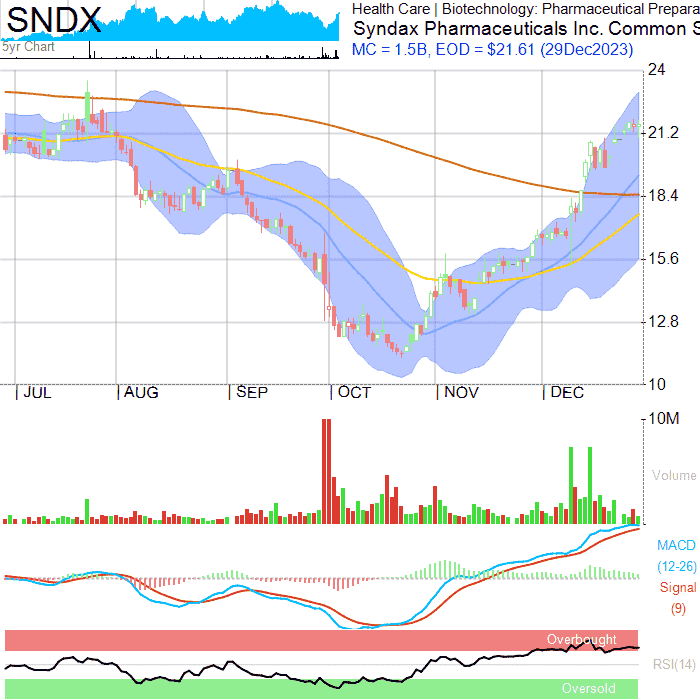 SNDX
5yr Chart
Health Care | Biotechnology: Pharmaceutical Prepara
Syndax Pharmaceuticals Inc. Common S
MC = 1.5B, EOD = $21.61 (29Dec2023)
24
21.2
18.4
15.6
12.8
10
| JUL | AUG | SEP | OCT | NOV | DEC
10M
Volume
MACD
(12-26)
Signal
(9)
Overbought
RSI(14)
Oversold